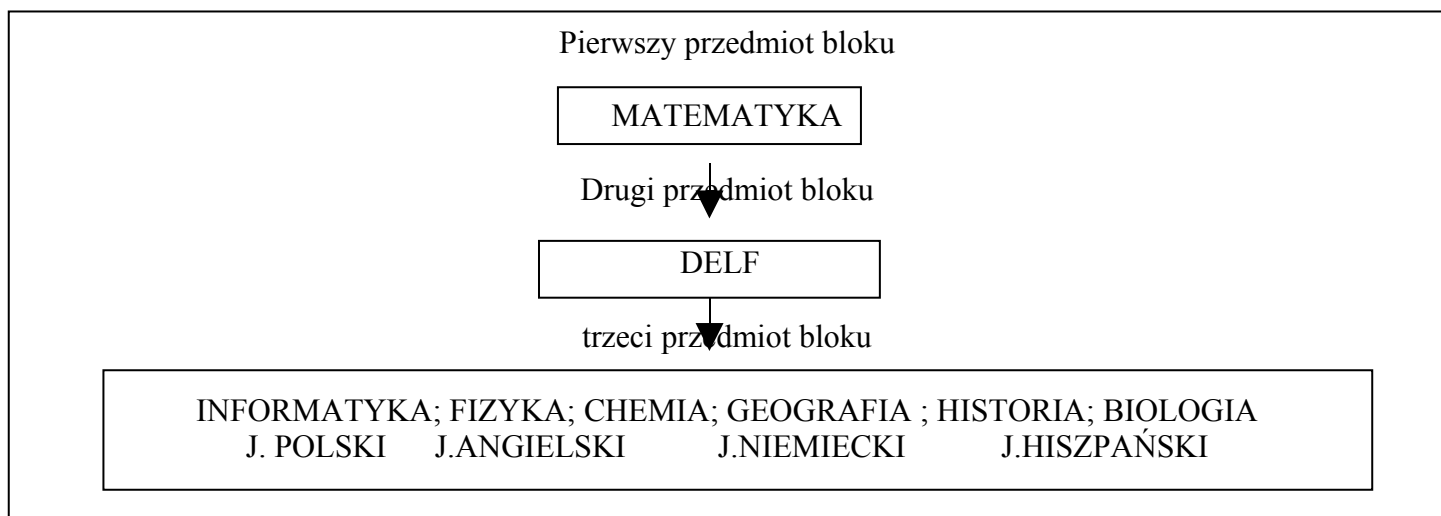 Pierwszy przedmiot bloku
MATEMATYKA
Drugi przedmiot bloku
DELF
trzeci przedmiot bloku
INFORMATYKA; FIZYKA; CHEMIA; GEOGRAFIA ; HISTORIA; BIOLOGIA
J. POLSKI J.ANGIELSKI J.NIEMIECKI J.HISZPAŃSKI